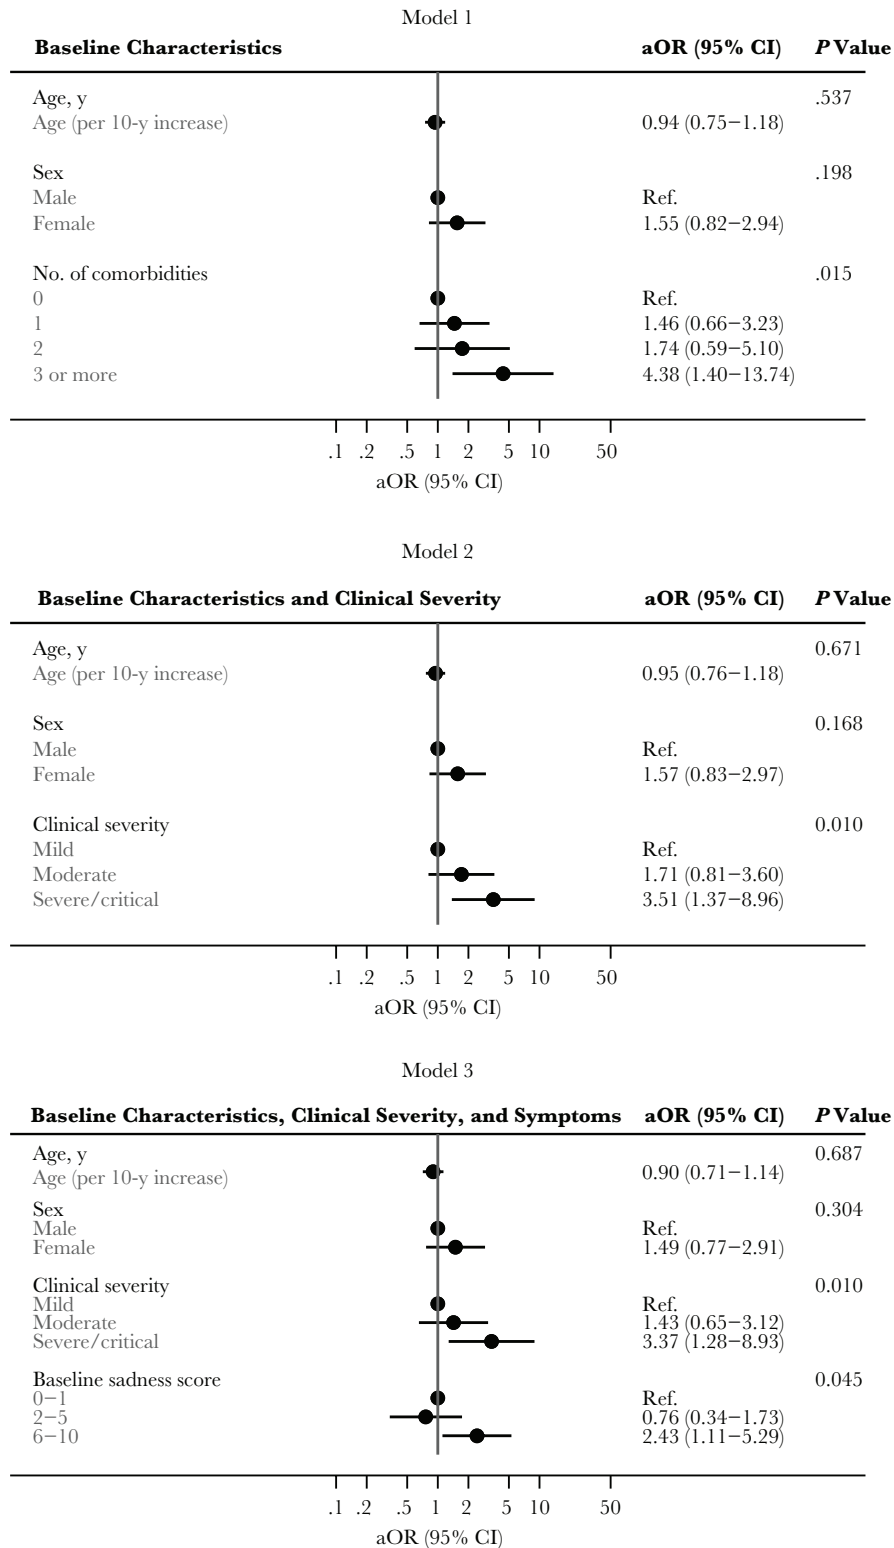 Model 1
Baseline Characteristics aOR (95% CI) P Value
Age, y .537
Age (per 10-y increase) 0.94 (0.75−1.18)
Sex .198
Male Ref.
Female 1.55 (0.82−2.94)
No. of comorbidities .015
0 Ref.
1 1.46 (0.66−3.23)
2 1.74 (0.59−5.10)
3 or more 4.38 (1.40−13.74)
.1 .2 .5 1 2 5 10 50
aOR (95% CI)
Model 2
Baseline Characteristics and Clinical Severity aOR (95% CI) P Value
Age, y 0.671
Age (per 10-y increase) 0.95 (0.76−1.18)
Sex 0.168
Male Ref.
Female 1.57 (0.83−2.97)
Clinical severity 0.010
Mild Ref.
Moderate 1.71 (0.81−3.60)
Severe/critical 3.51 (1.37−8.96)
.1 .2 .5 1 2 5 10 50
aOR (95% CI)
Model 3
Baseline Characteristics, Clinical Severity, and Symptoms aOR (95% CI) P Value
Age, y 0.687
Age (per 10-y increase) 0.90 (0.71−1.14)
Sex 0.304
Male Ref.
Female 1.49 (0.77−2.91)
Clinical severity 0.010
Mild Ref.
Moderate 1.43 (0.65−3.12)
Severe/critical 3.37 (1.28−8.93)
Baseline sadness score 0.045
0−1 Ref.
2−5 0.76 (0.34−1.73)
6−10 2.43 (1.11−5.29)
.1 .2 .5 1 2 5 10 50
aOR (95% CI)